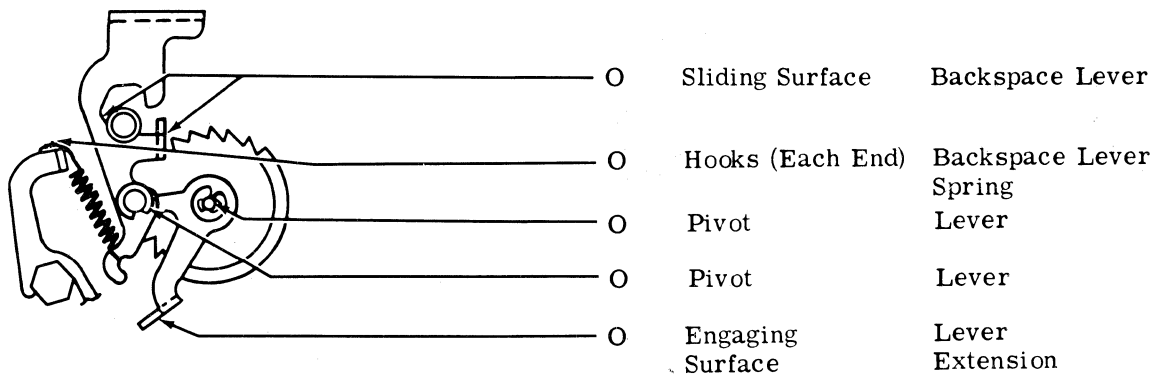 O Sliding Surface Backspace Lever
O Hooks (Each End) Backspace Lever
Spring
O Pivot Lever
O Pivot Lever
O Engaging Lever
Surface Extension